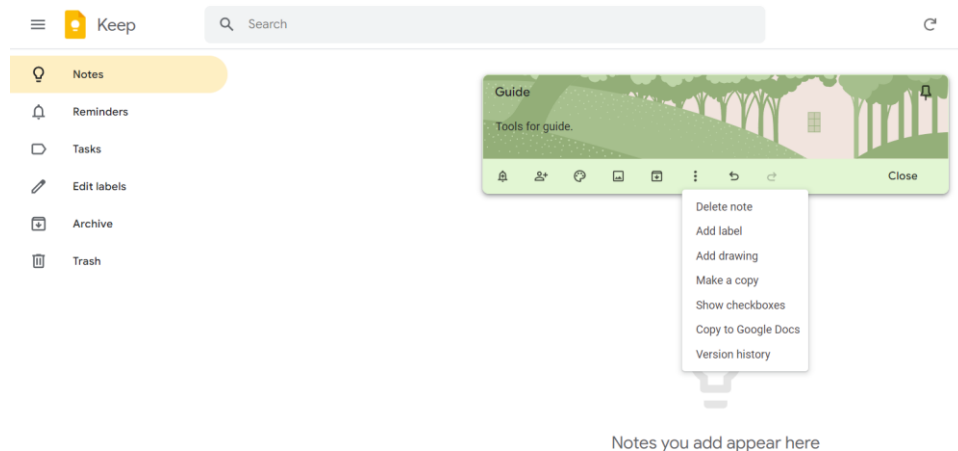 Keep
Search
Notes
Reminders
Tasks
Edit labels
Archive
Trash
Guide
Tools for guide.
Close
Delete note
Add label
Add drawing
Make a copy
Show checkboxes
Copy to Google Docs
Version history
Notes you add appear here